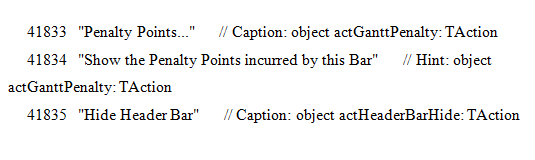 41833 "Penalty Points..." // Caption: object actGanttPenalty: TAction
41834 "Show the Penalty Points incurred by this Bar" // Hint: object
actGanttPenalty: TAction
41835 "Hide Header Bar" // Caption: object actHeaderBarHide: TAction